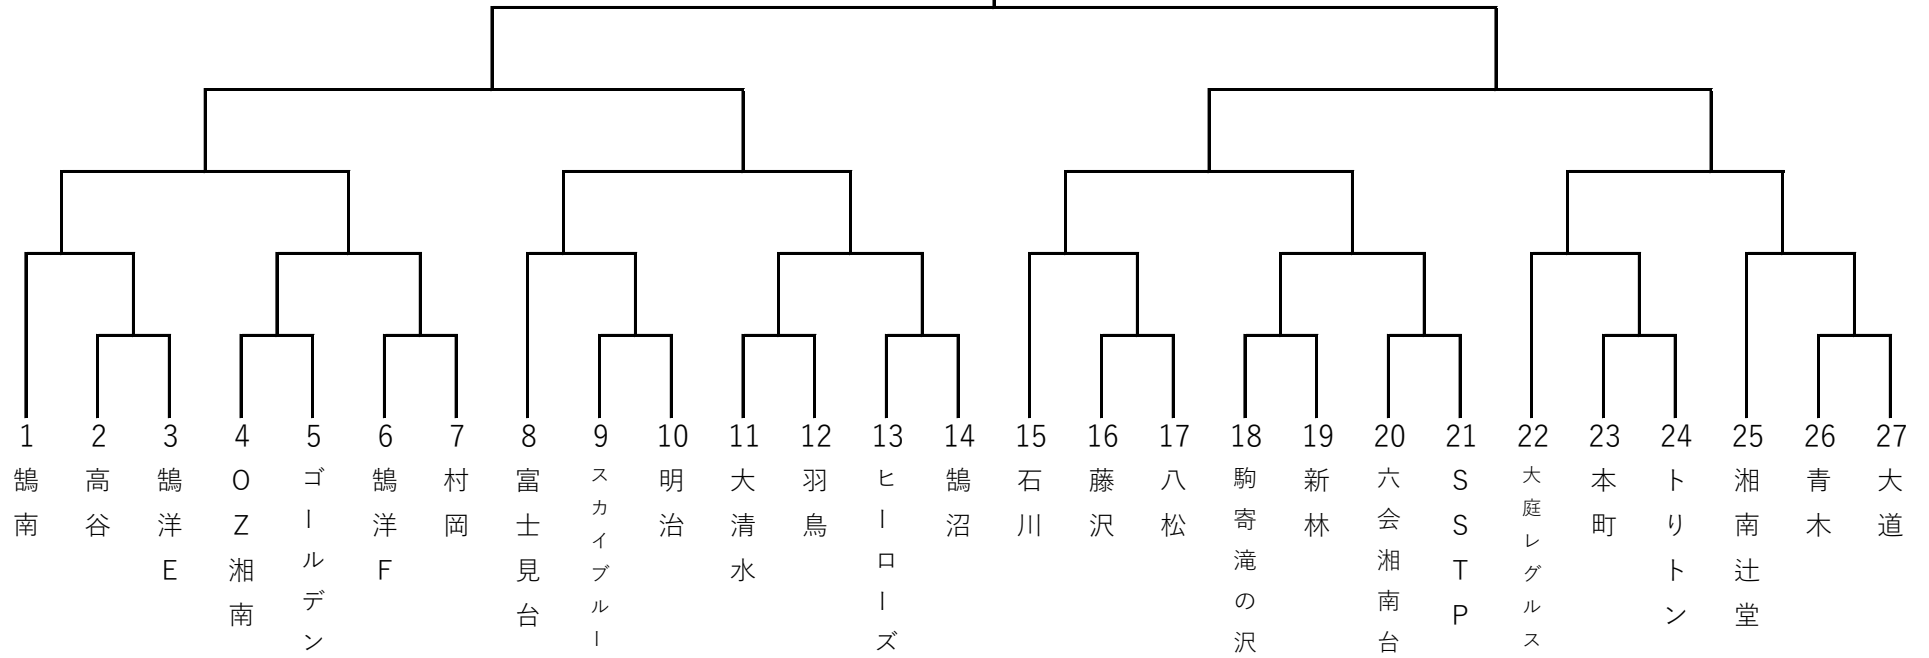 1 2 3 4 5 6 7 8 9 10 11 12 13 14 15 16 17 18 19 20 21 22 23 24 25 26 27
鵠南
高谷
鵠洋E
OZ湘南
ゴールデン
鵠洋F
村岡
富士見台
スカイブルー
明治
大清水
羽鳥
ヒーローズ
鵠沼
石川
藤沢
八松
駒寄滝の沢
新林
六会湘南台
SSTP
大庭レグルス
本町
トリトン
湘南辻堂
青木
大道